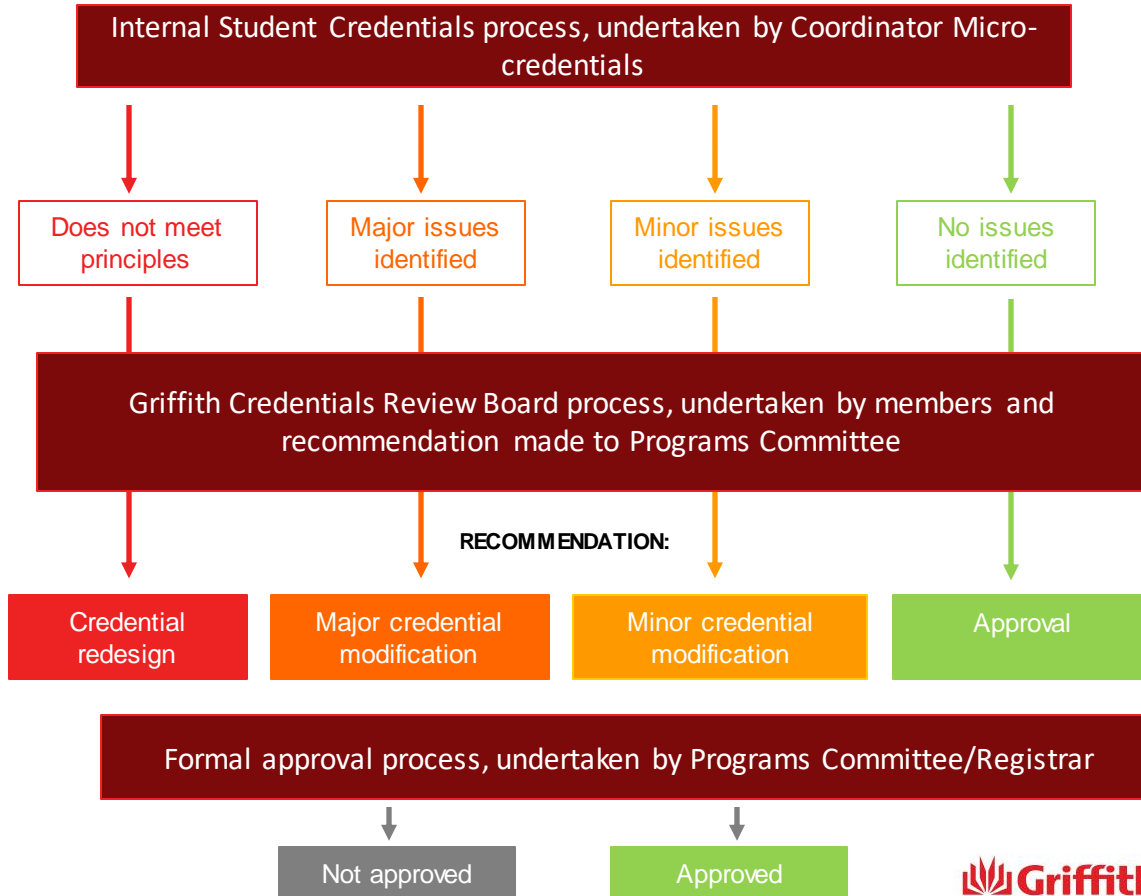 Internal Student Credentials process, undertaken by Coordinator Micro-
credentials
Does not meet
principles
Major issues
identified
Minor issues
identified
No issues
identified
Griffith Credentials Review Board process, undertaken by members and
recommendation made to Programs Committee
RECOMMENDATION:
Credential
redesign
Major credential
modification
Minor credential
modification
Approval
Formal approval process, undertaken by Programs Committee/Registrar
Not approved
Approved
Griffith